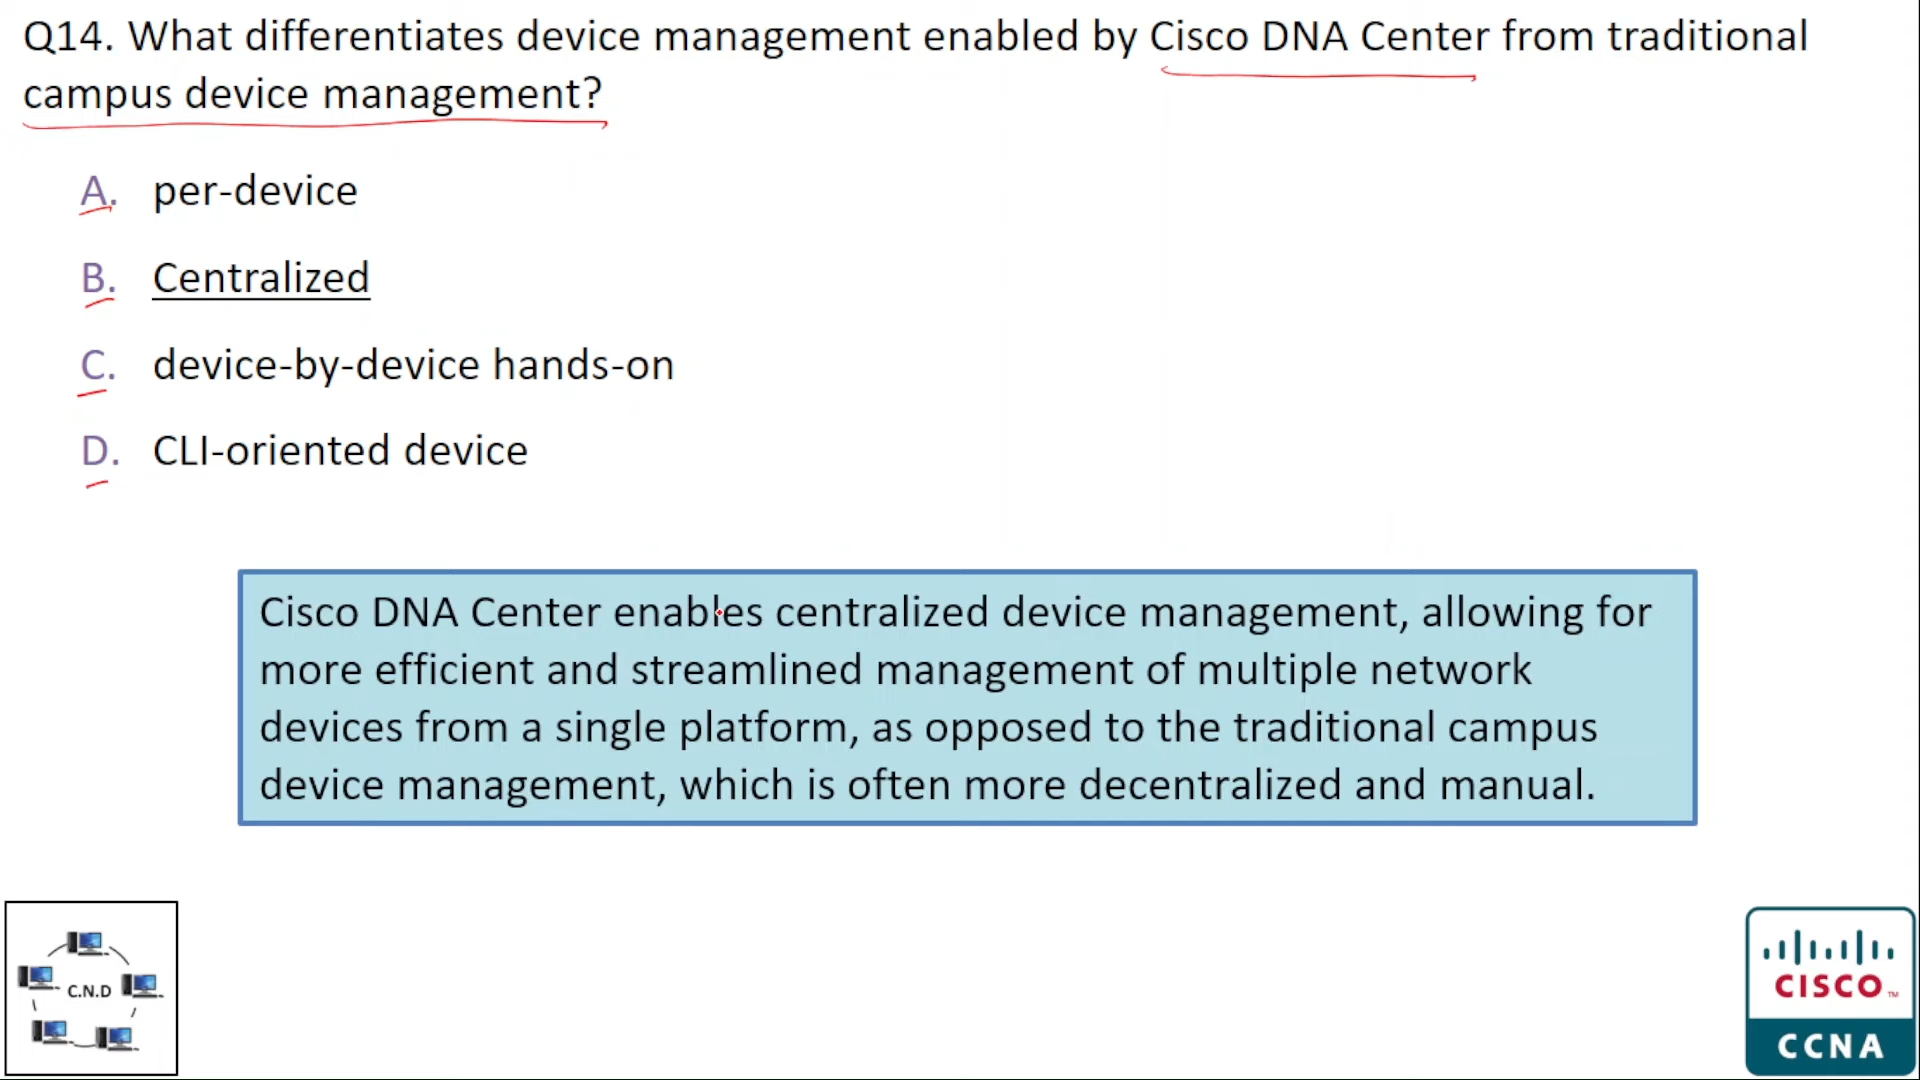 Q14. What differentiates device management enabled by Cisco DNA Center from traditional
campus device management?
A. per-device
B. Centralized
C. device-by-device hands-on
D. CLI-oriented device
Cisco DNA Center enables centralized device management, allowing for
more efficient and streamlined management of multiple network
devices from a single platform, as opposed to the traditional campus
device management, which is often more decentralized and manual.
C.N.D
CISCO™
CCNA